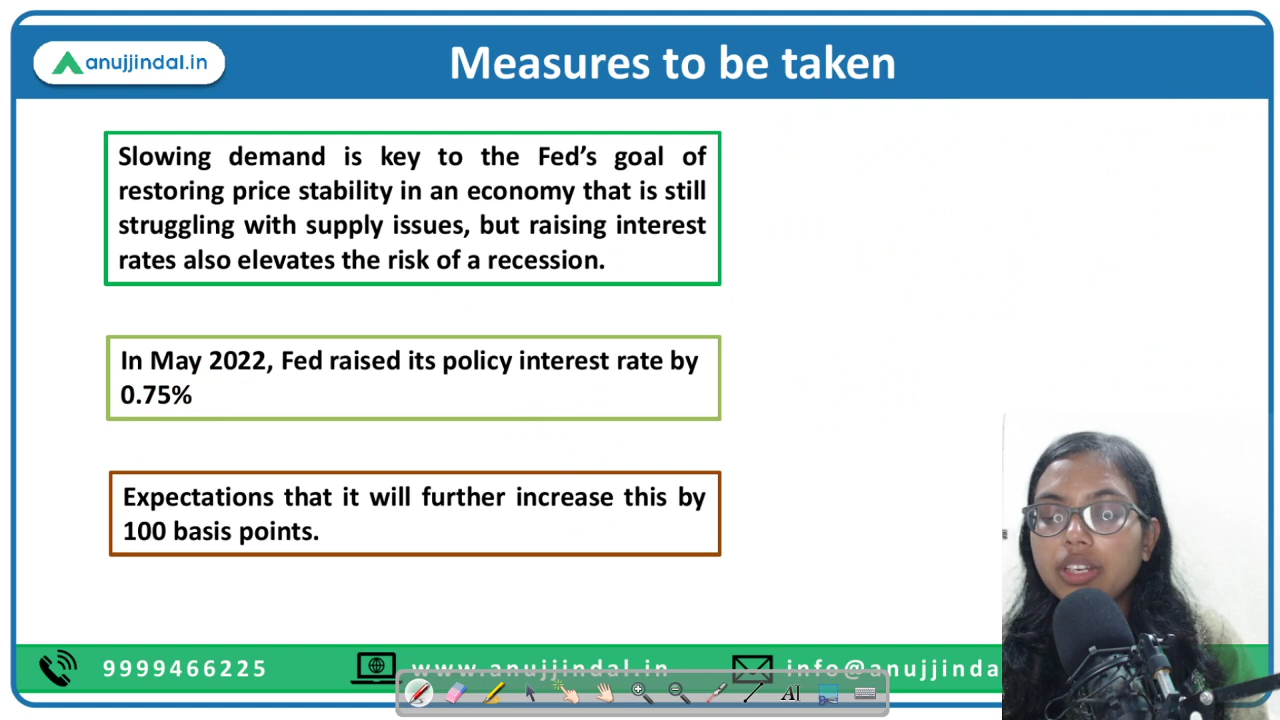 anujjindal.in
Measures to be taken
Slowing demand is key to the Fed’s goal of
restoring price stability in an economy that is still
struggling with supply issues, but raising interest
rates also elevates the risk of a recession.
In May 2022, Fed raised its policy interest rate by
0.75%
Expectations that it will further increase this by
100 basis points.
9999466225
www.anujjindal.in
info@anujjinda
A